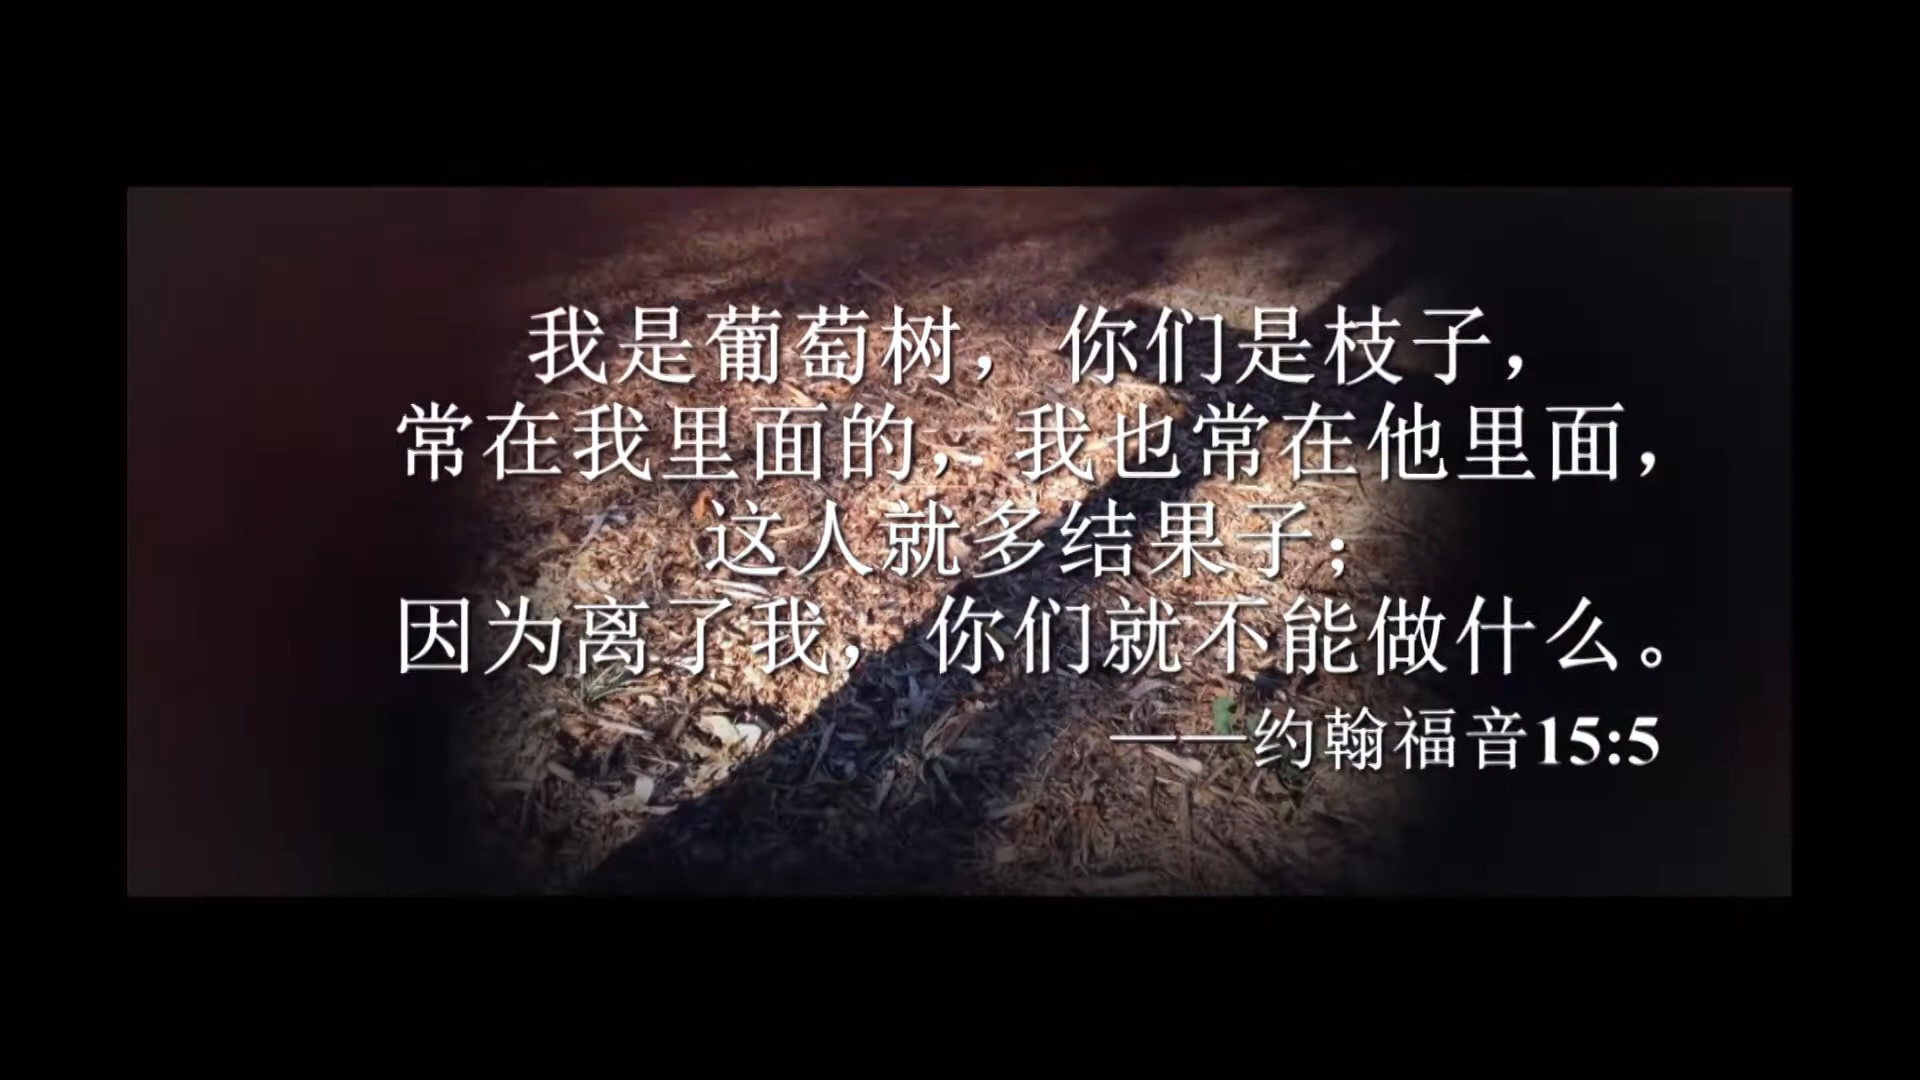 我是葡萄树，你们是枝子，
常在我里面的，我也常在他里面，
这人就多结果子；
因为离了我，你们就不能做什么。
——约翰福音15:5